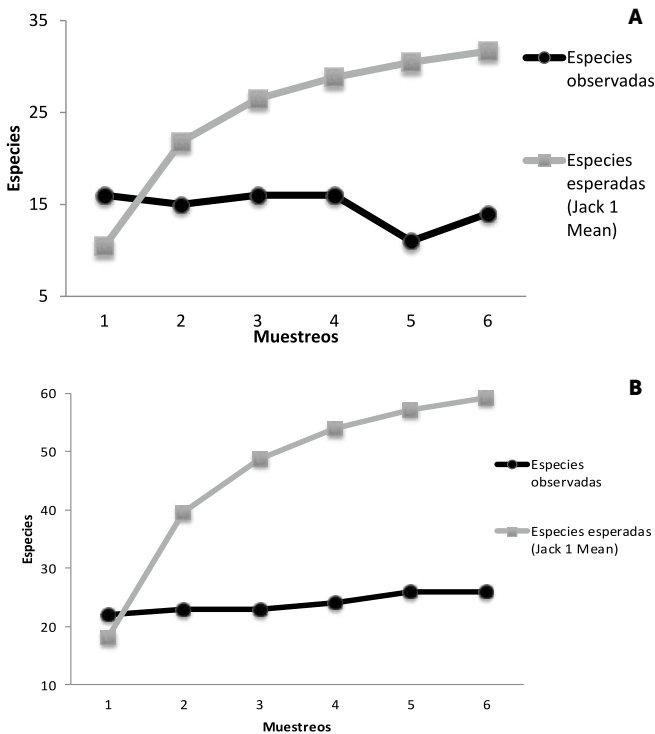 A
35
25
15
5
Especies
1 2 3 4 5 6
Muestreos
Especies
observadas
Especies
esperadas
(Jack 1
Mean)
B
60
50
40
30
20
10
Especies
1 2 3 4 5 6
Muestreos
Especies
observadas
Especies esperadas
(Jack 1 Mean)